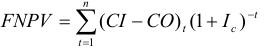 FNPV = \sum_{t=1}^{n} (CI - CO)_t (1 + I_c)^{-t}